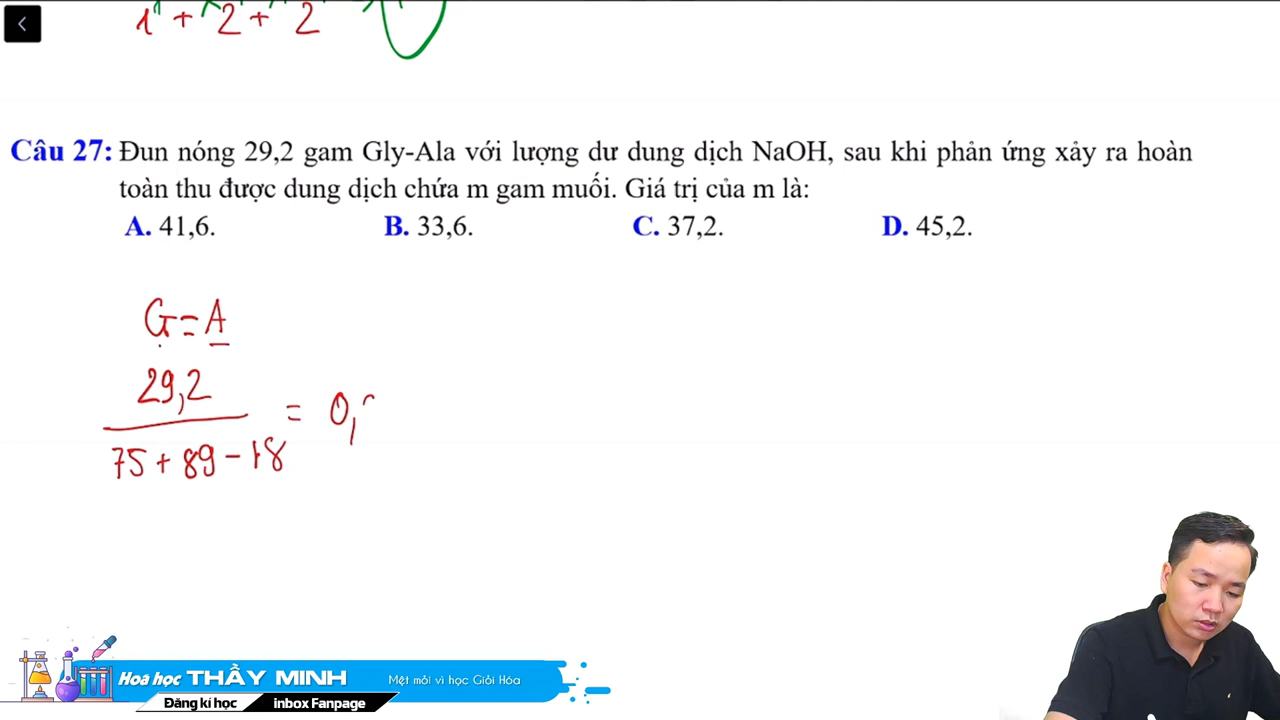 1 + 2 + 2
Câu 27: Đun nóng 29,2 gam Gly-Ala với lượng dư dung dịch NaOH, sau khi phản ứng xảy ra hoàn
toàn thu được dung dịch chứa m gam muối. Giá trị của m là:
A. 41,6. B. 33,6. C. 37,2. D. 45,2.
G = A
29,2
= 0,
75 + 89 - 18
Hoá học THẦY MINH
Mệt mỏi vì học Giỏi Hóa
Đăng kí học inbox Fanpage